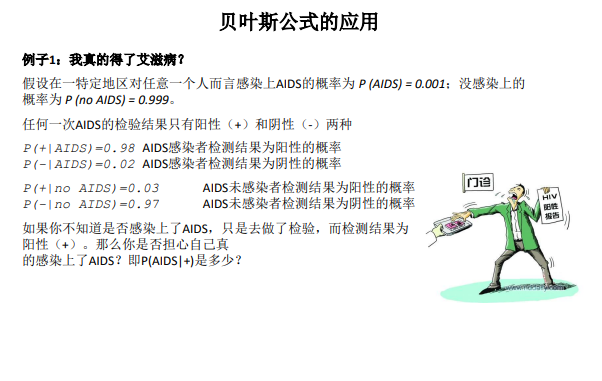 贝叶斯公式的应用
例子1：我真的得了艾滋病？
假设在一特定地区对任意一个人而言感染上AIDS的概率为 P (AIDS) = 0.001；没感染上的
概率为 P (no AIDS) = 0.999。
任何一次AIDS的检验结果只有阳性（+）和阴性（-）两种
P(+|AIDS)=0.98 AIDS感染者检测结果为阳性的概率
P(-|AIDS)=0.02 AIDS感染者检测结果为阴性的概率
P(+|no AIDS)=0.03 AIDS未感染者检测结果为阳性的概率
P(-|no AIDS)=0.97 AIDS未感染者检测结果为阴性的概率
如果你不知道是否感染上了AIDS，只是去做了检验，而检测结果为
阳性（+）。那么你是否担心自己真
的感染上了AIDS？即P(AIDS|+)是多少？
门诊
HIV
阳性
报告